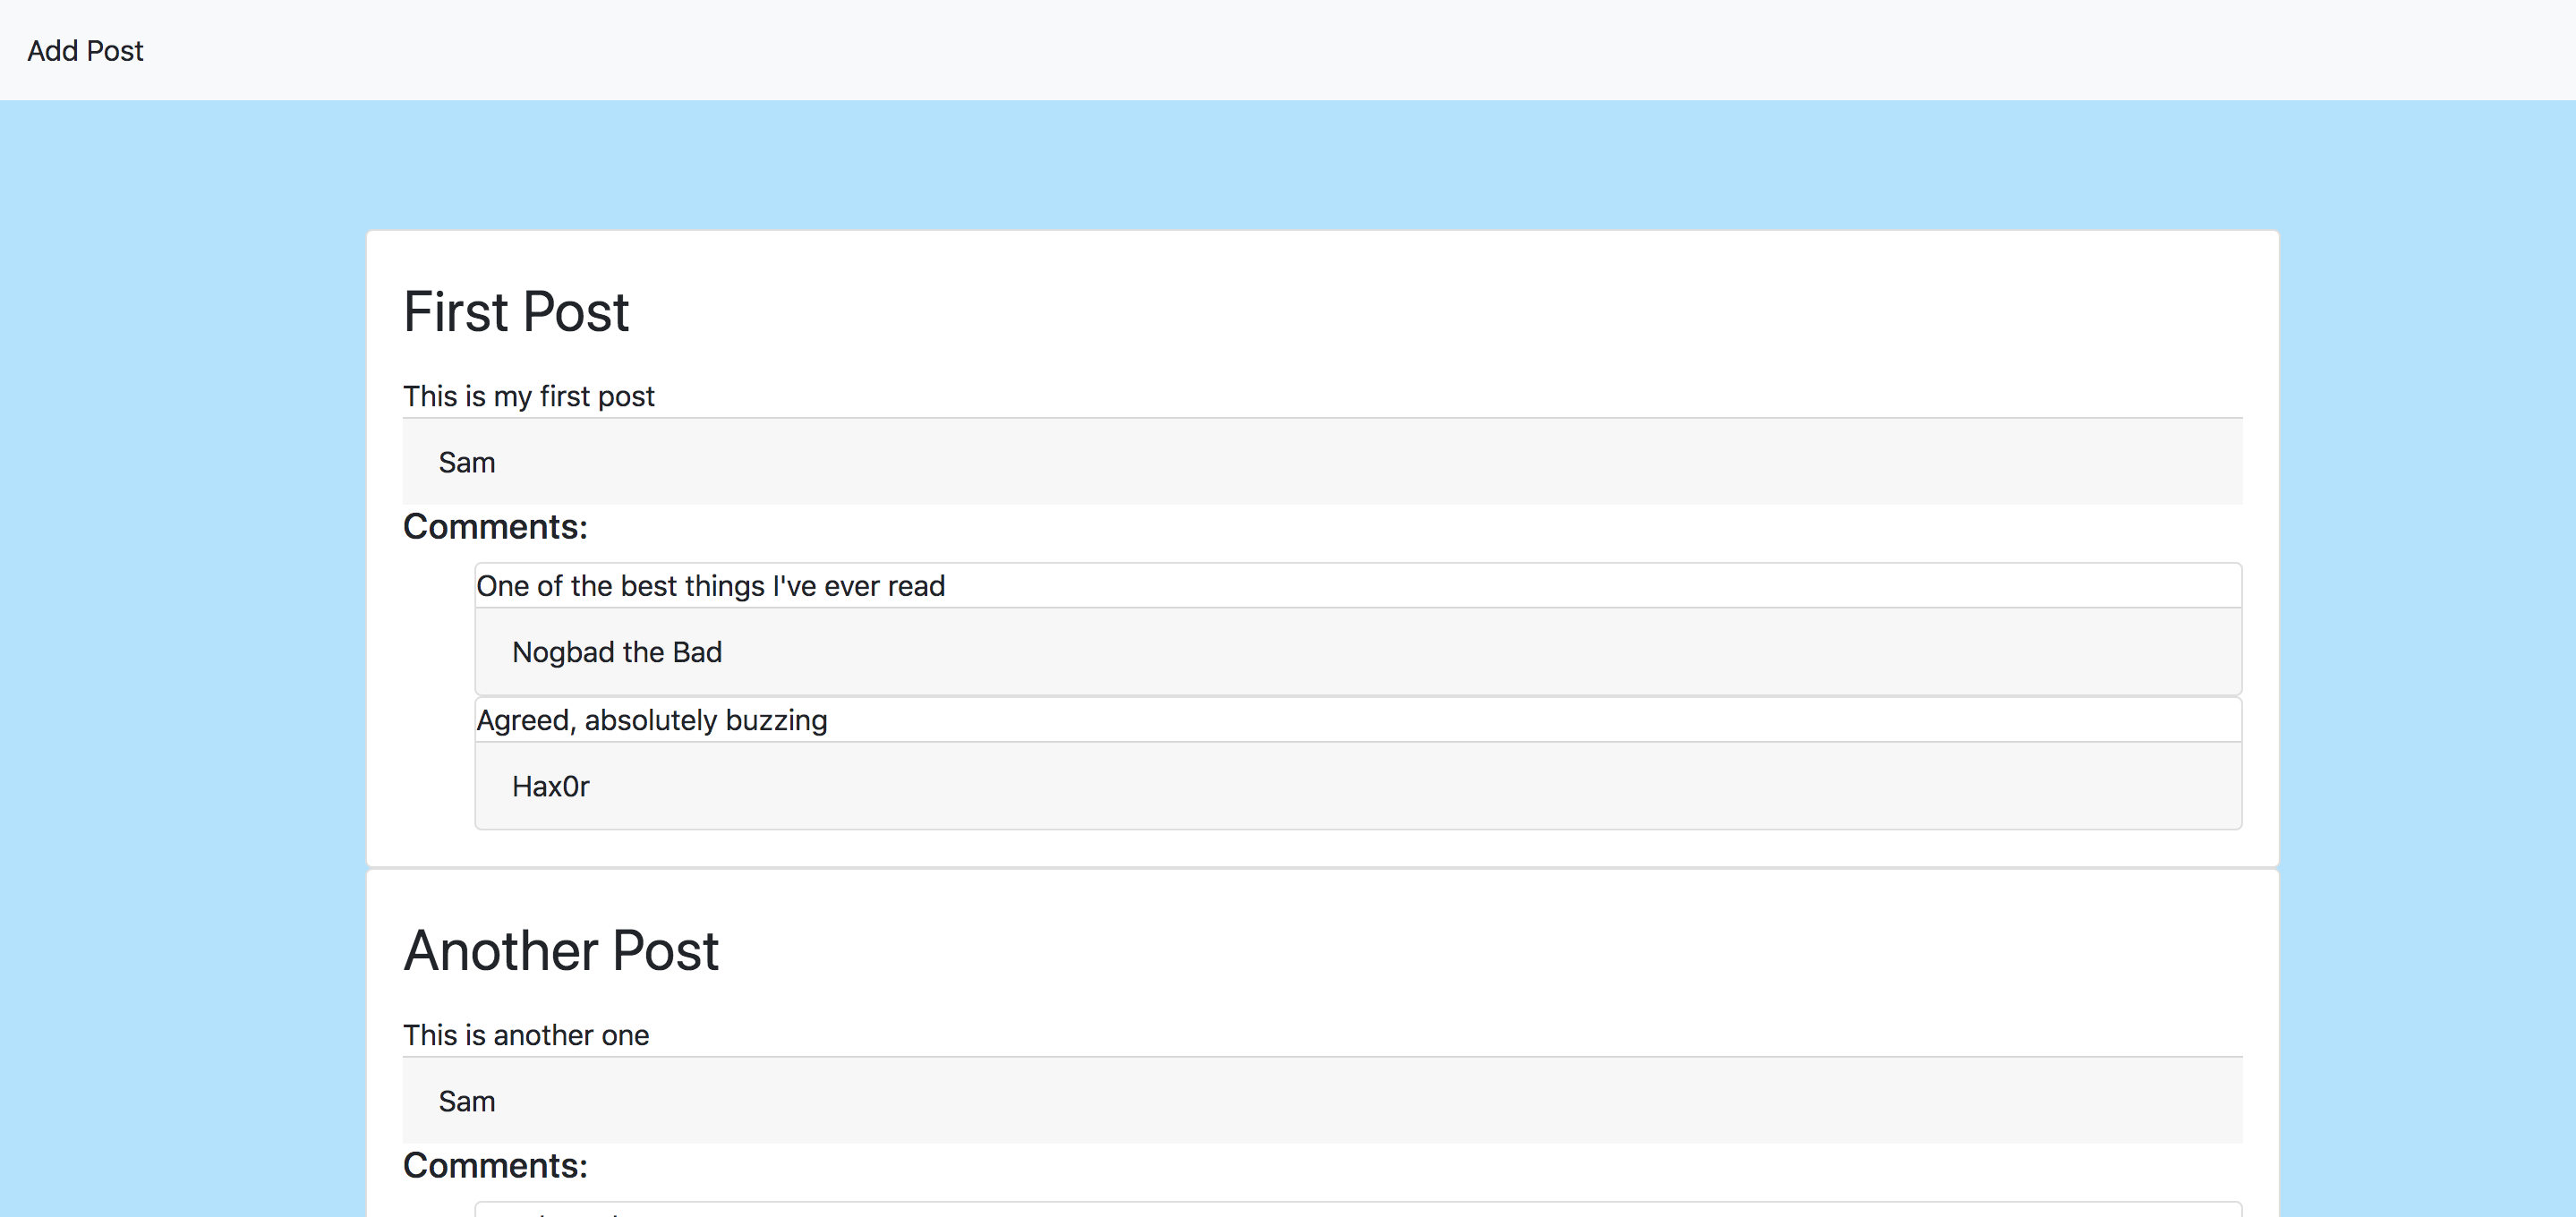 Add Post
First Post
This is my first post
Sam
Comments:
One of the best things I've ever read
Nogbad the Bad
Agreed, absolutely buzzing
Hax0r
Another Post
This is another one
Sam
Comments: